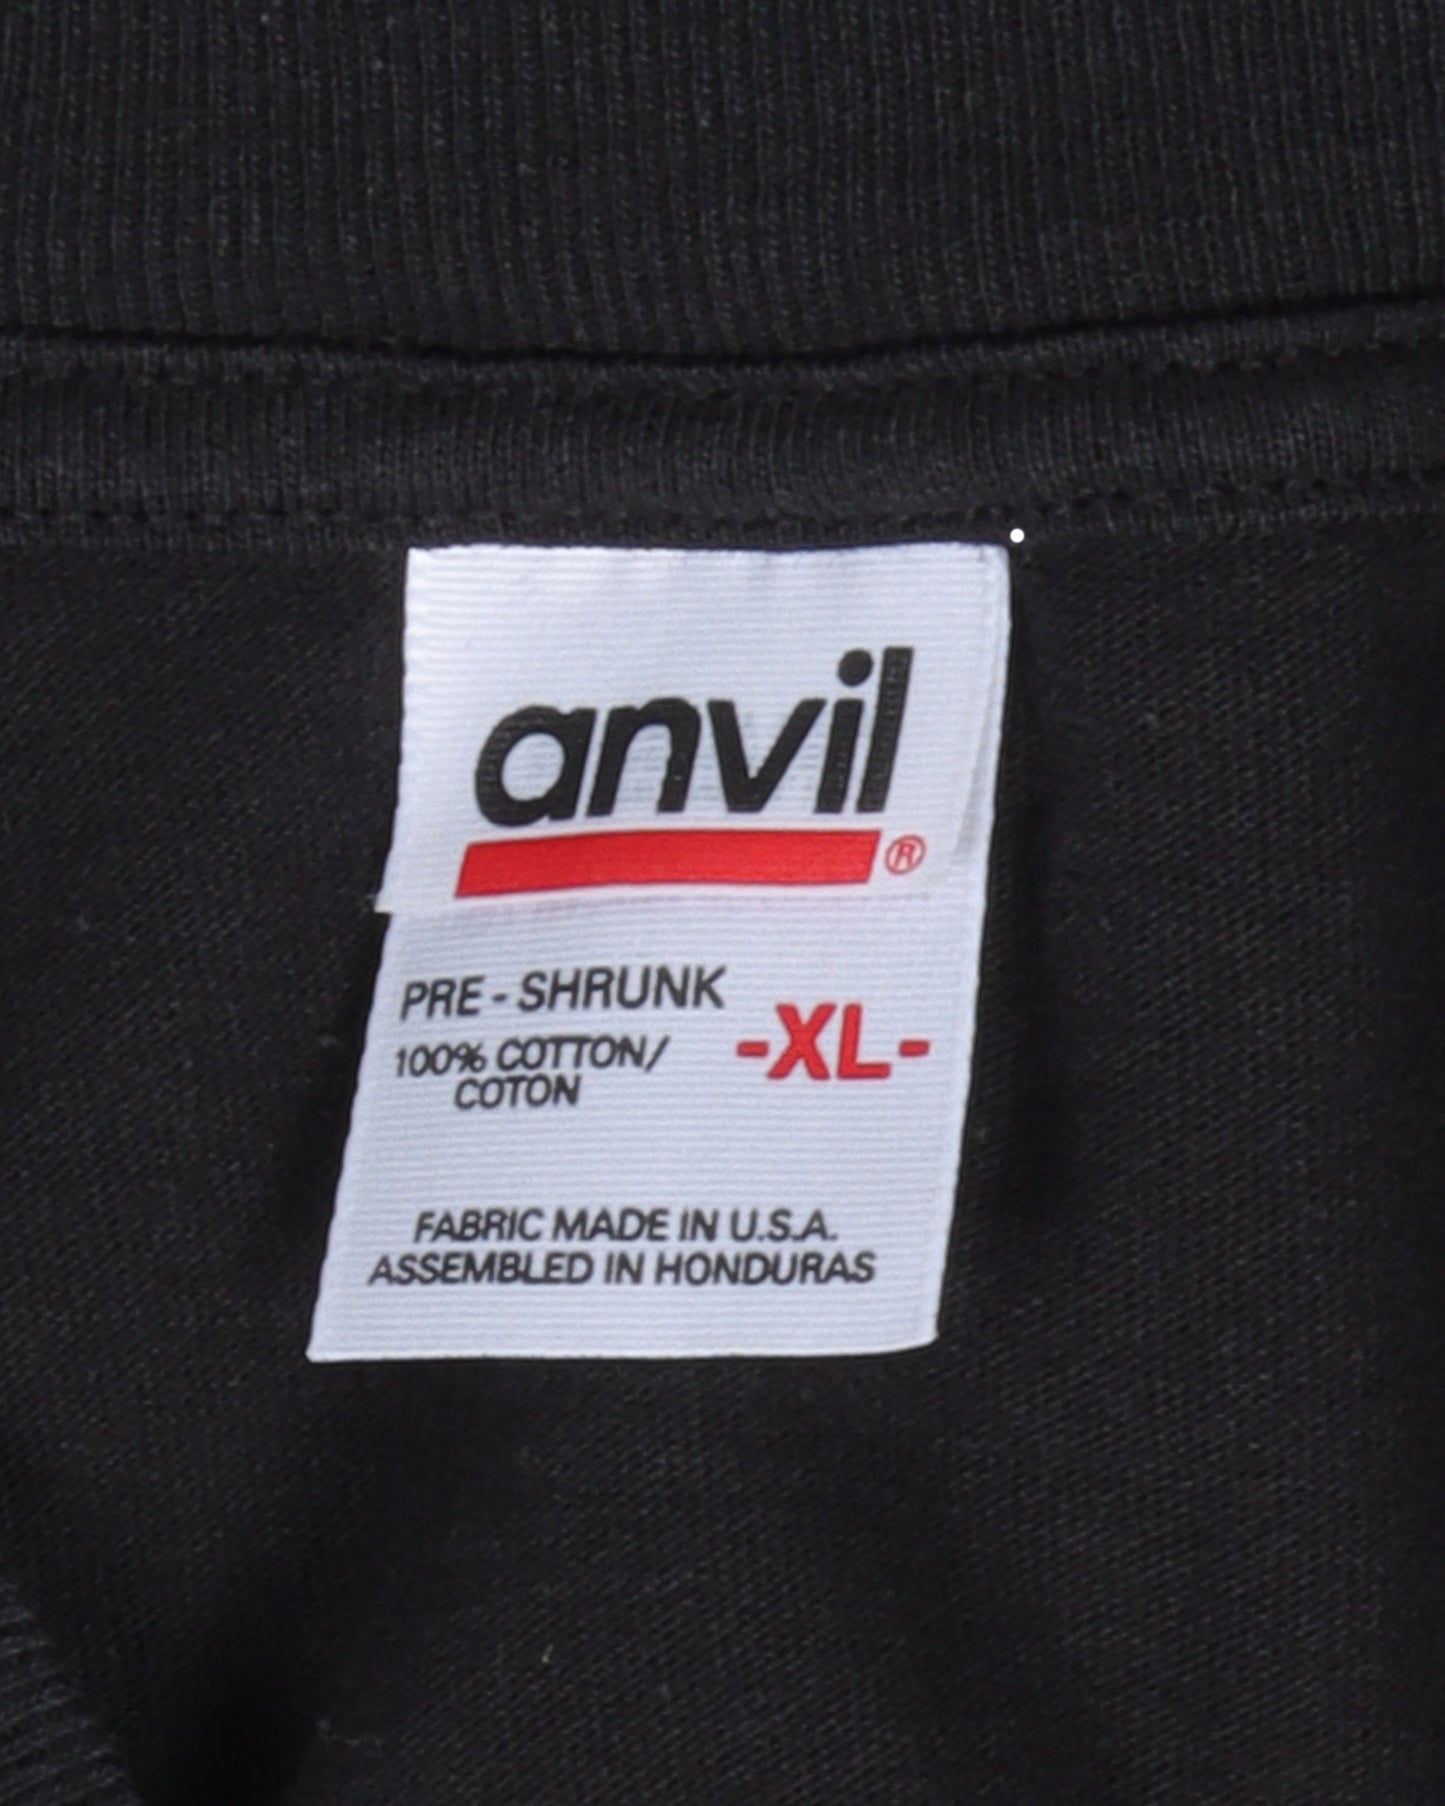 anvil®
PRE - SHRUNK
-XL-
100% COTTON/
COTON
FABRIC MADE IN U.S.A.
ASSEMBLED IN HONDURAS